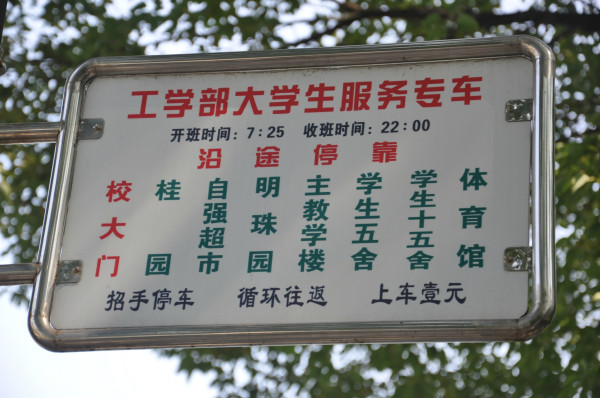 工学部大学生服务专车
开班时间：7:25 收班时间：22:00
沿途停靠
校大门
桂园
自强超市
明珠园
主教学楼
学生五舍
学生十五舍
体育馆
招手停车 循环往返 上车壹元